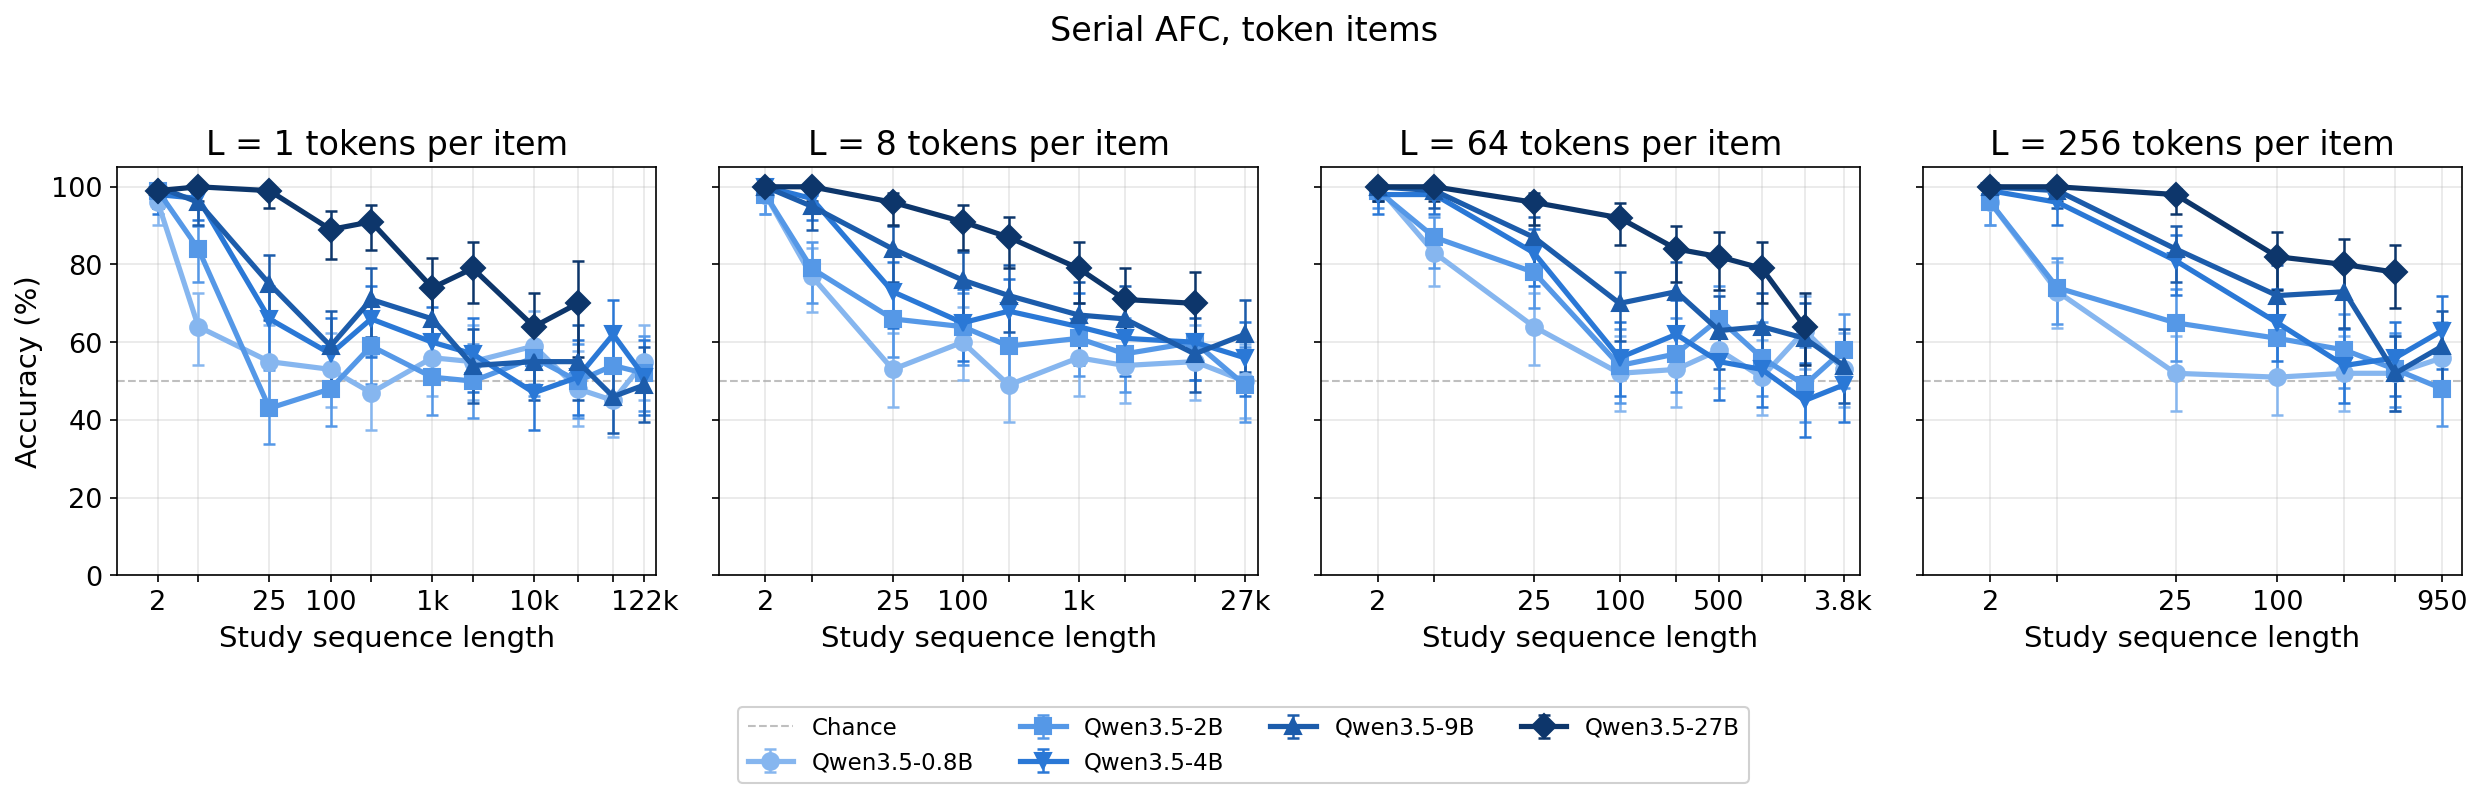 Serial AFC, token items
L = 1 tokens per item
L = 8 tokens per item
L = 64 tokens per item
L = 256 tokens per item
Accuracy (%)
100
80
60
40
20
0
2 25 100 1k 10k 122k
2 25 100 1k 27k
2 25 100 500 3.8k
2 25 100 950
Study sequence length
Study sequence length
Study sequence length
Study sequence length
Chance
Qwen3.5-0.8B
Qwen3.5-2B
Qwen3.5-4B
Qwen3.5-9B
Qwen3.5-27B